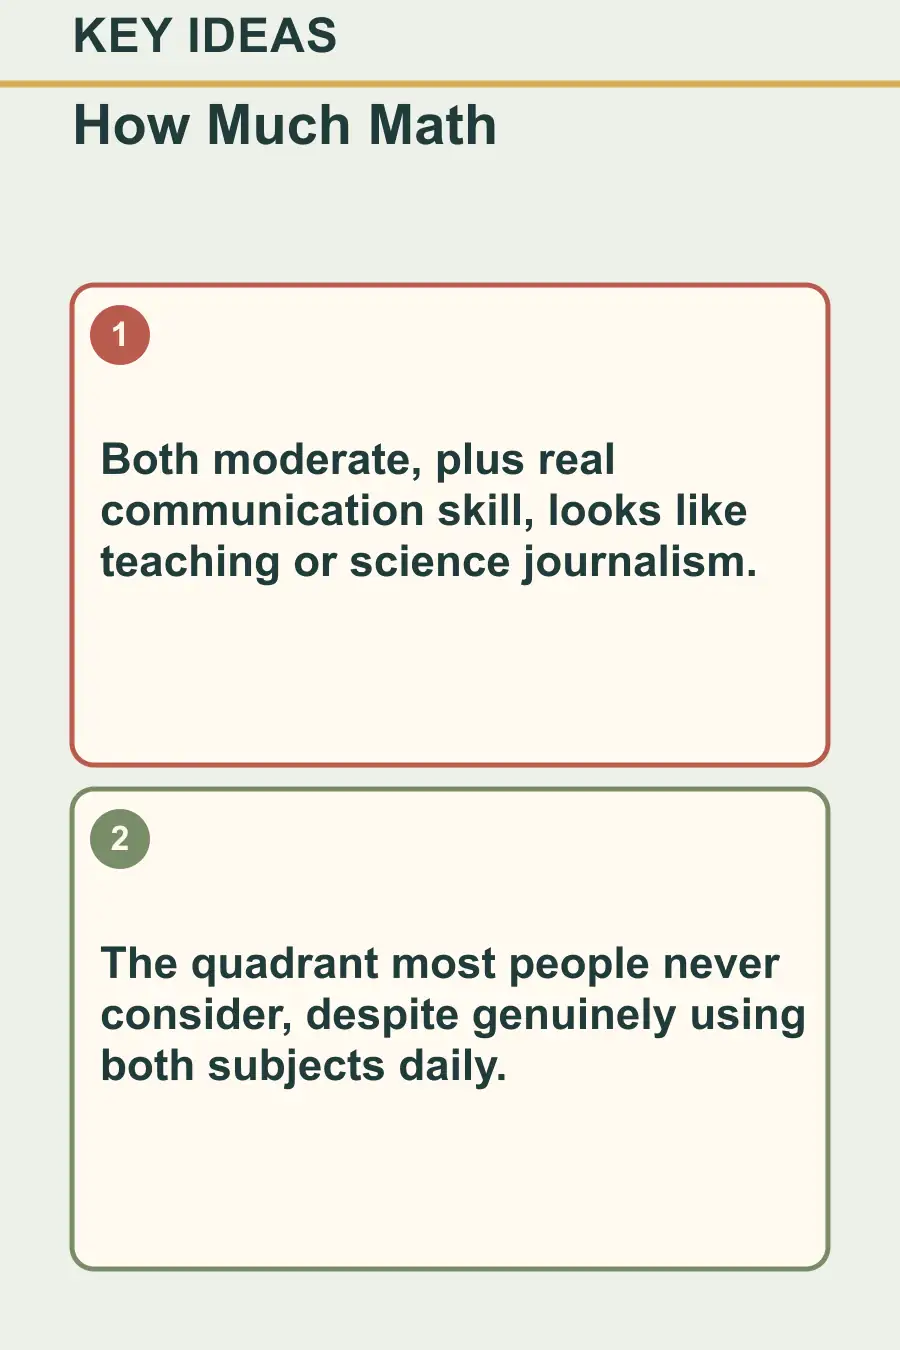 KEY IDEAS
How Much Math
1
Both moderate, plus real
communication skill, looks like
teaching or science journalism.
2
The quadrant most people never
consider, despite genuinely using
both subjects daily.